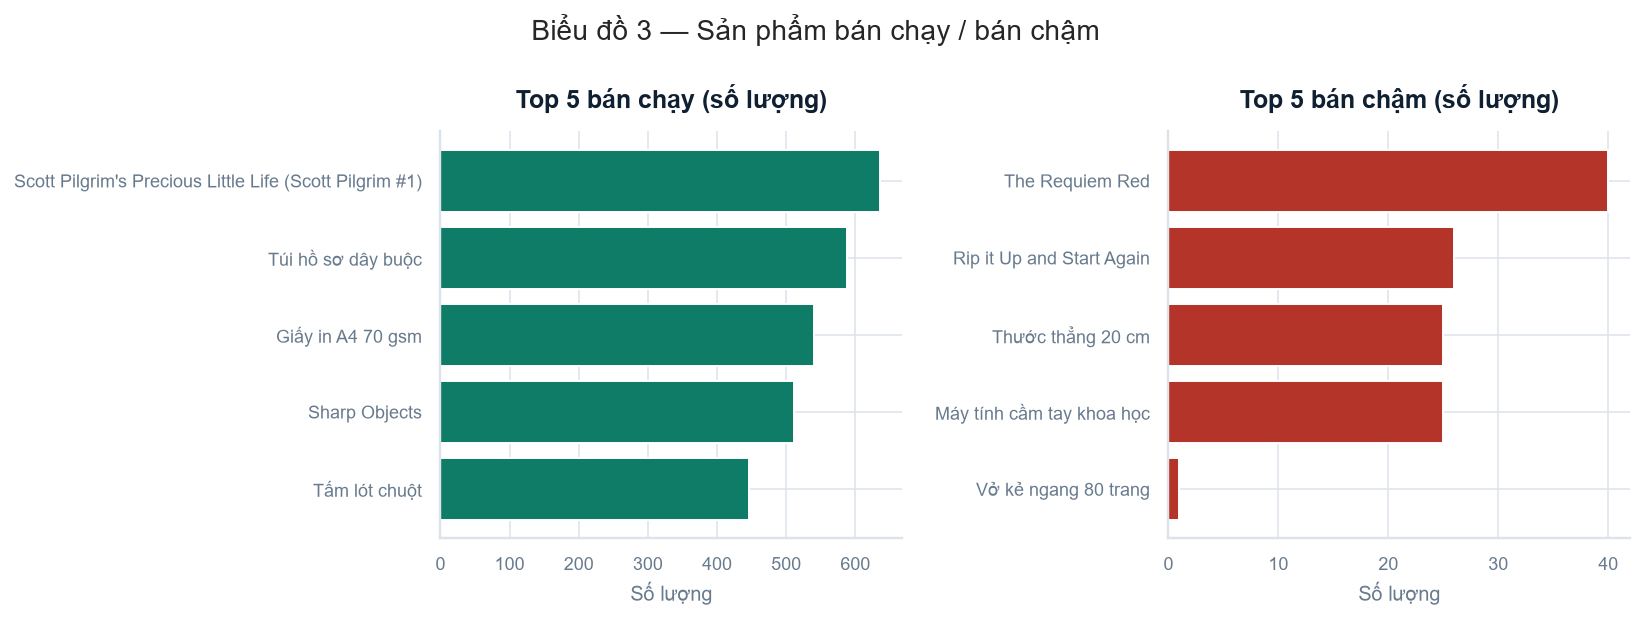 Biểu đồ 3 — Sản phẩm bán chạy / bán chậm
Top 5 bán chạy (số lượng)
Scott Pilgrim's Precious Little Life (Scott Pilgrim #1)
Túi hồ sơ dây buộc
Giấy in A4 70 gsm
Sharp Objects
Tấm lót chuột
0 100 200 300 400 500 600
Số lượng
Top 5 bán chậm (số lượng)
The Requiem Red
Rip it Up and Start Again
Thước thẳng 20 cm
Máy tính cầm tay khoa học
Vở kẻ ngang 80 trang
0 10 20 30 40
Số lượng